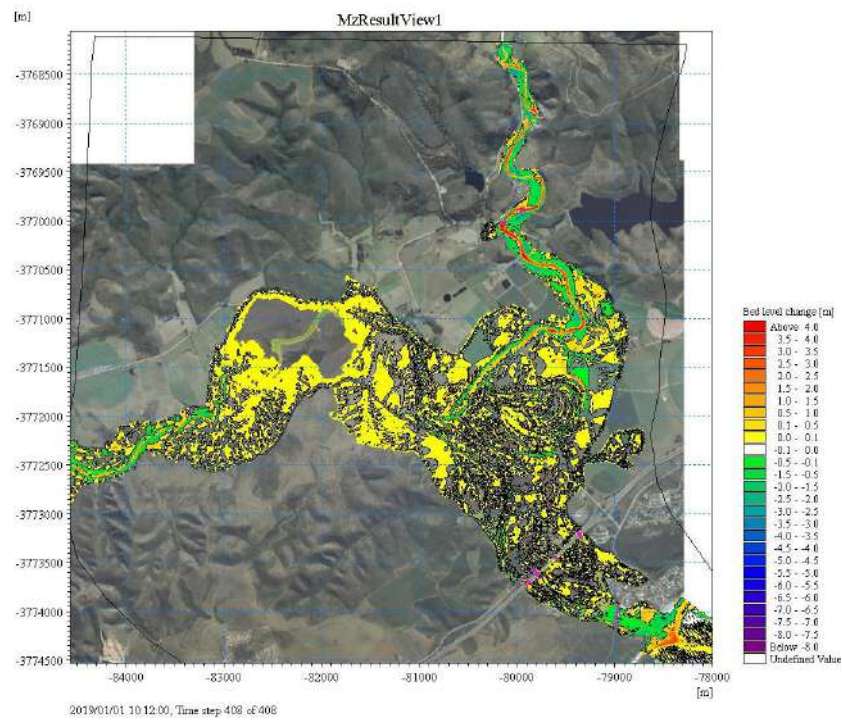 [m]
MzResultView1
-3768500
-3769000
-3769500
-3770000
-3770500
-3771000
-3771500
-3772000
-3772500
-3773000
-3773500
-3774000
-3774500
-84000 -83000 -82000 -81000 -80000 -79000 -78000
[m]
Bed level change [m]
Above 4.0
3.5 - 4.0
3.0 - 3.5
2.5 - 3.0
2.0 - 2.5
1.5 - 2.0
1.0 - 1.5
0.5 - 1.0
0.1 - 0.5
0.0 - 0.1
-0.1 - 0.0
-0.5 - -0.1
-1.5 - -0.5
-2.0 - -1.5
-2.5 - -2.0
-3.0 - -2.5
-3.5 - -3.0
-4.0 - -3.5
-4.5 - -4.0
-5.0 - -4.5
-5.5 - -5.0
-6.0 - -5.5
-6.5 - -6.0
-7.0 - -6.5
-7.5 - -7.0
-8.0 - -7.5
Below -8.0
Undefined Value
2019/01/01 10:12:00, Time step 408 of 408